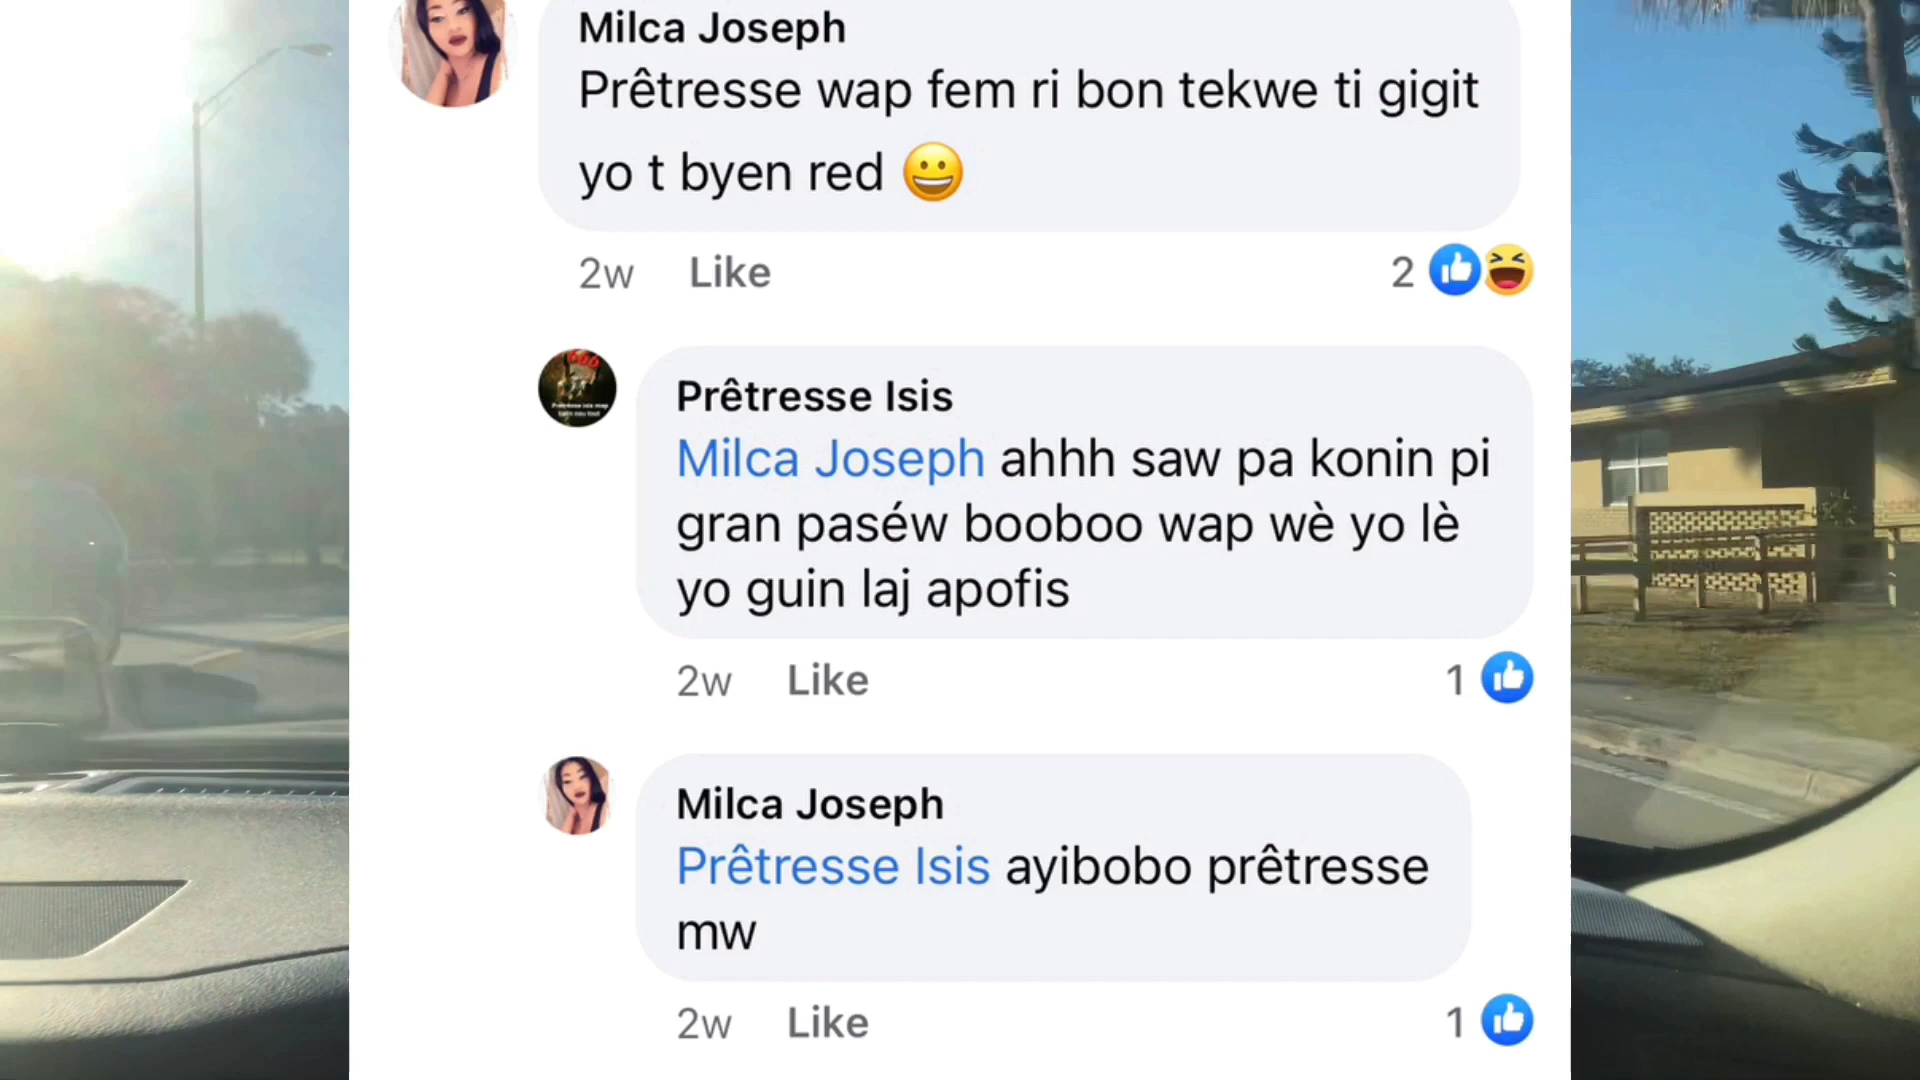 Milca Joseph
Prêtresse wap fem ri bon tekwe ti gigit
yo t byen red 😀
2w Like 2
Prêtresse Isis
Milca Joseph ahhh saw pa konin pi
gran paséw booboo wap wè yo lè
yo guin laj apofis
2w Like 1
Milca Joseph
Prêtresse Isis ayibobo prêtresse
mw
2w Like 1
666